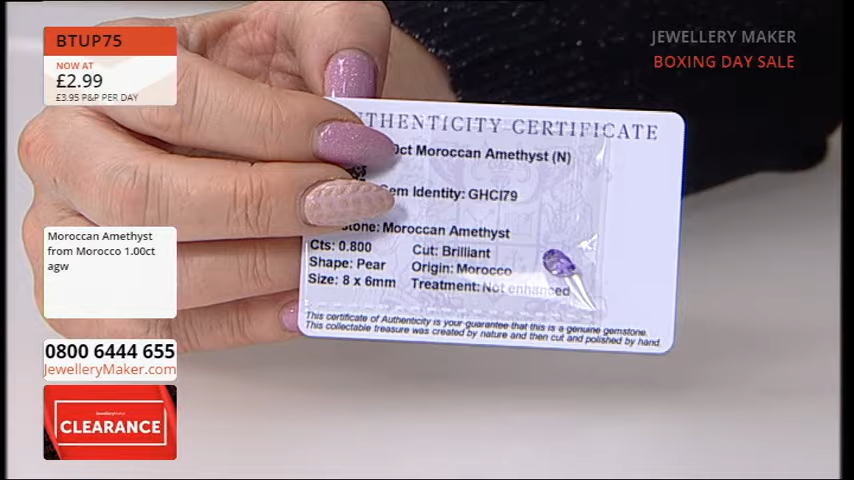 BTUP75
NOW AT
£2.99
£3.95 P&P PER DAY
JEWELLERY MAKER
BOXING DAY SALE
THENTICITY CERTIFICATE
ct Moroccan Amethyst (N)
Gem Identity: GHCI79
stone: Moroccan Amethyst
Cts: 0.800 Cut: Brilliant
Shape: Pear Origin: Morocco
Size: 8 x 6mm Treatment: Not enhanced
This certificate of Authenticity is your guarantee that this is a genuine gemstone.
This collectable treasure was created by nature and then cut and polished by hand.
Moroccan Amethyst
from Morocco 1.00ct
agw
0800 6444 655
JewelleryMaker.com
CLEARANCE